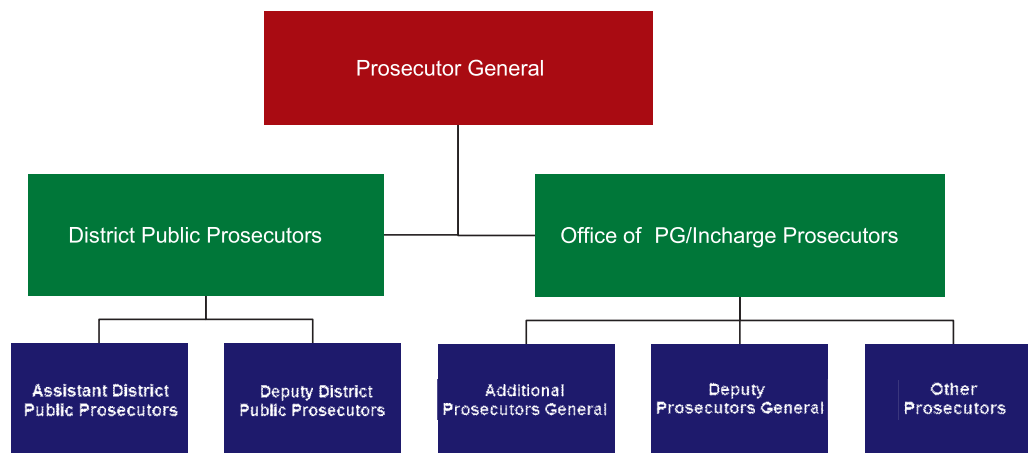 Prosecutor General
District Public Prosecutors
Office of PG/Incharge Prosecutors
Assistant District
Public Prosecutors
Deputy District
Public Prosecutors
Additional
Prosecutors General
Deputy
Prosecutors General
Other
Prosecutors